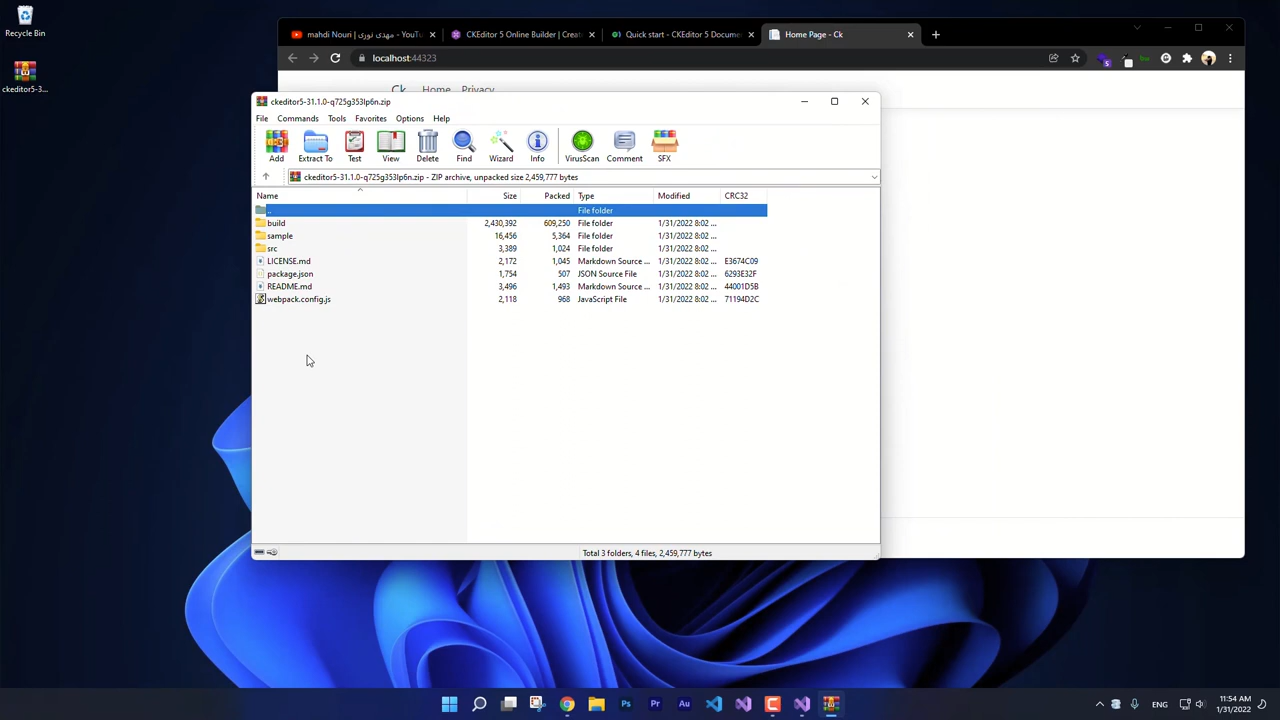 Recycle Bin
ckeditor5-3...
mahdi Nouri | مهدی نوری - YouTu
CKEditor 5 Online Builder | Creat
Quick start - CKEditor 5 Docume
Home Page - Ck
localhost:44323
Ck Home Privacy
ckeditor5-31.1.0-q725g353lp6n.zip
File Commands Tools Favorites Options Help
Add Extract To Test View Delete Find Wizard Info VirusScan Comment SFX
ckeditor5-31.1.0-q725g353lp6n.zip - ZIP archive, unpacked size 2,459,777 bytes
Name Size Packed Type Modified CRC32
.. File folder
build 2,430,392 609,250 File folder 1/31/2022 8:02 ...
sample 16,456 5,364 File folder 1/31/2022 8:02 ...
src 3,389 1,024 File folder 1/31/2022 8:02 ...
LICENSE.md 2,172 1,045 Markdown Source ... 1/31/2022 8:02 ... E3674C09
package.json 1,754 507 JSON Source File 1/31/2022 8:02 ... 6293E32F
README.md 3,496 1,493 Markdown Source ... 1/31/2022 8:02 ... 44001D5B
webpack.config.js 2,118 968 JavaScript File 1/31/2022 8:02 ... 71194D2C
Total 3 folders, 4 files, 2,459,777 bytes
Ps Pr Au
ENG
11:54 AM
1/31/2022